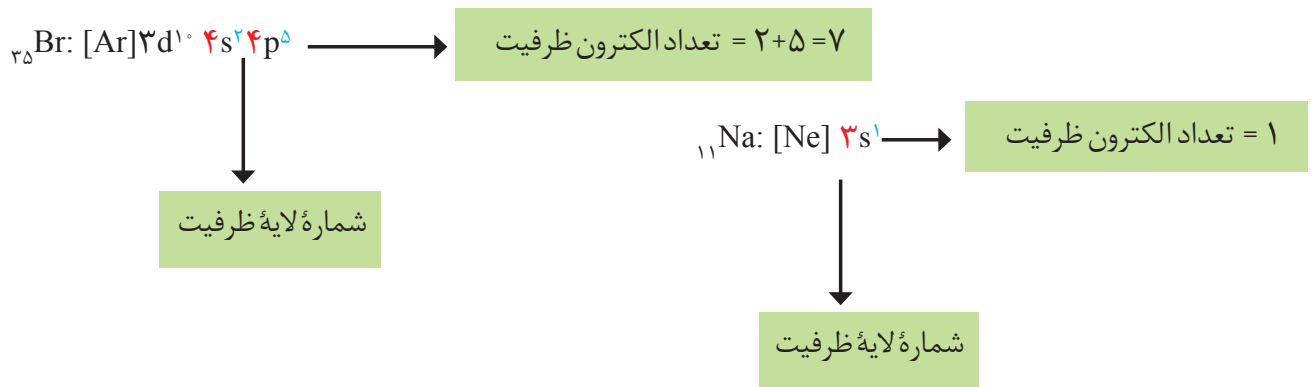 ₃₅Br: [Ar]۳d¹⁰ ۴s²۴p⁵
تعداد الکترون ظرفیت = ۲+۵=۷
شمارهٔ لایهٔ ظرفیت
₁₁Na: [Ne] ۳s¹
تعداد الکترون ظرفیت = ۱
شمارهٔ لایهٔ ظرفیت